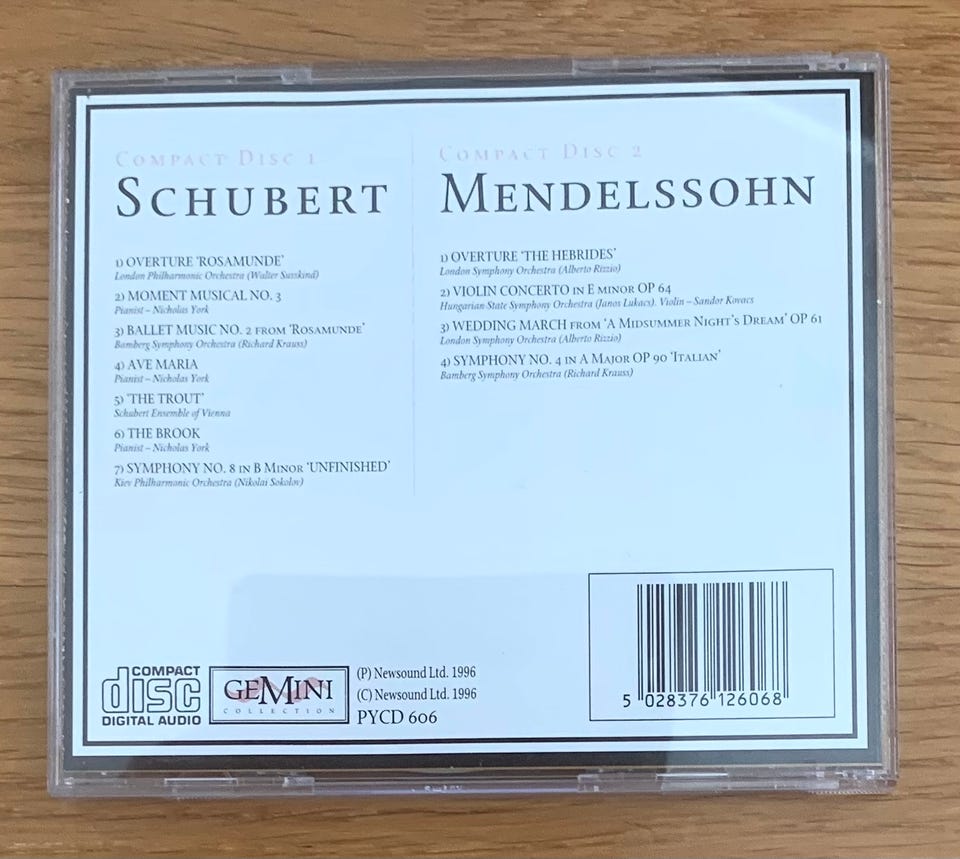 COMPACT DISC 1
SCHUBERT
1) OVERTURE ‘ROSAMUNDE’
London Philharmonic Orchestra (Walter Susskind)
2) MOMENT MUSICAL NO. 3
Pianist – Nicholas York
3) BALLET MUSIC NO. 2 FROM ‘ROSAMUNDE’
Bamberg Symphony Orchestra (Richard Krauss)
4) AVE MARIA
Pianist – Nicholas York
5) ‘THE TROUT’
Schubert Ensemble of Vienna
6) THE BROOK
Pianist – Nicholas York
7) SYMPHONY NO. 8 IN B MINOR ‘UNFINISHED’
Kiev Philharmonic Orchestra (Nikolai Sokolov)
COMPACT DISC 2
MENDELSSOHN
1) OVERTURE ‘THE HEBRIDES’
London Symphony Orchestra (Alberto Rizzio)
2) VIOLIN CONCERTO IN E MINOR OP 64
Hungarian State Symphony Orchestra (Janos Lukacs). Violin – Sandor Kovacs
3) WEDDING MARCH FROM ‘A MIDSUMMER NIGHT’S DREAM’ OP 61
London Symphony Orchestra (Alberto Rizzio)
4) SYMPHONY NO. 4 IN A MAJOR OP 90 ‘ITALIAN’
Bamberg Symphony Orchestra (Richard Krauss)
COMPACT
disc
DIGITAL AUDIO
GEMINI
COLLECTION
(P) Newsound Ltd. 1996
(C) Newsound Ltd. 1996
PYCD 606
5 028376 126068